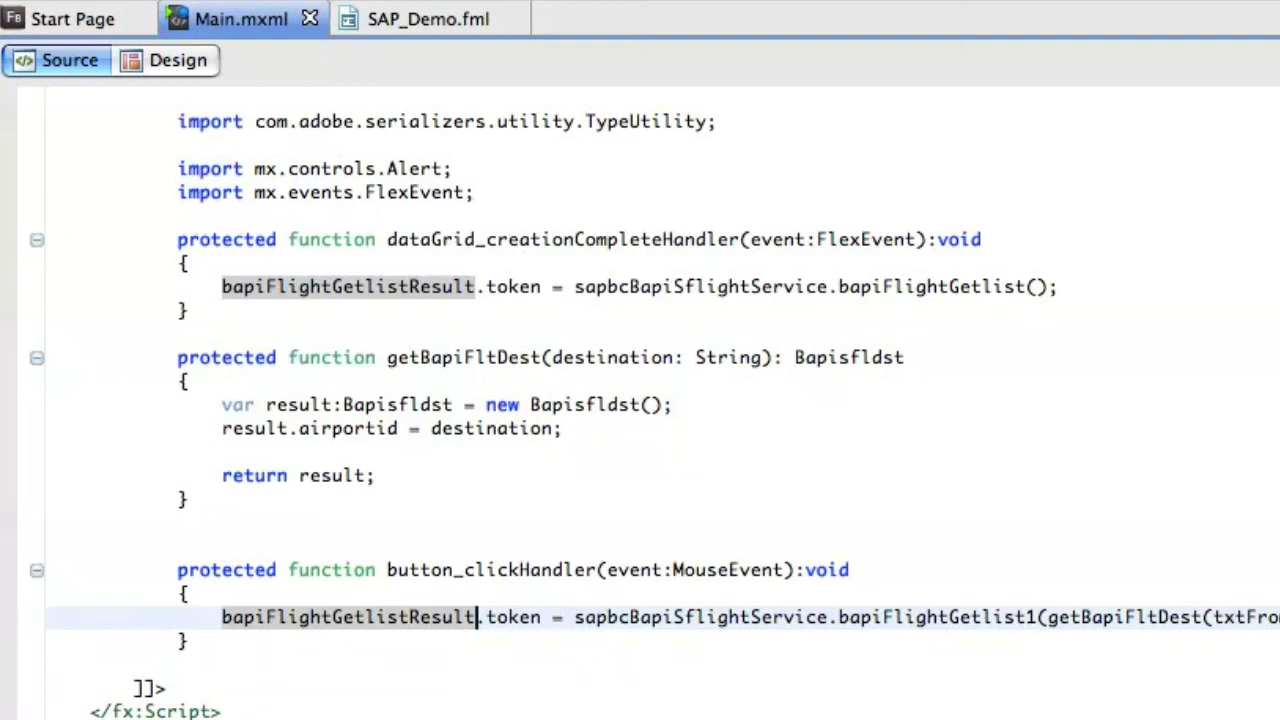 Fb Start Page Main.mxml SAP_Demo.fml
Source Design
import com.adobe.serializers.utility.TypeUtility;
import mx.controls.Alert;
import mx.events.FlexEvent;
protected function dataGrid_creationCompleteHandler(event:FlexEvent):void
{
bapiFlightGetlistResult.token = sapbcBapiSflightService.bapiFlightGetlist();
}
protected function getBapiFltDest(destination: String): Bapisfldst
{
var result:Bapisfldst = new Bapisfldst();
result.airportid = destination;
return result;
}
protected function button_clickHandler(event:MouseEvent):void
{
bapiFlightGetlistResult.token = sapbcBapiSflightService.bapiFlightGetlist1(getBapiFltDest(txtFro
}
]]>
</fx:Script>